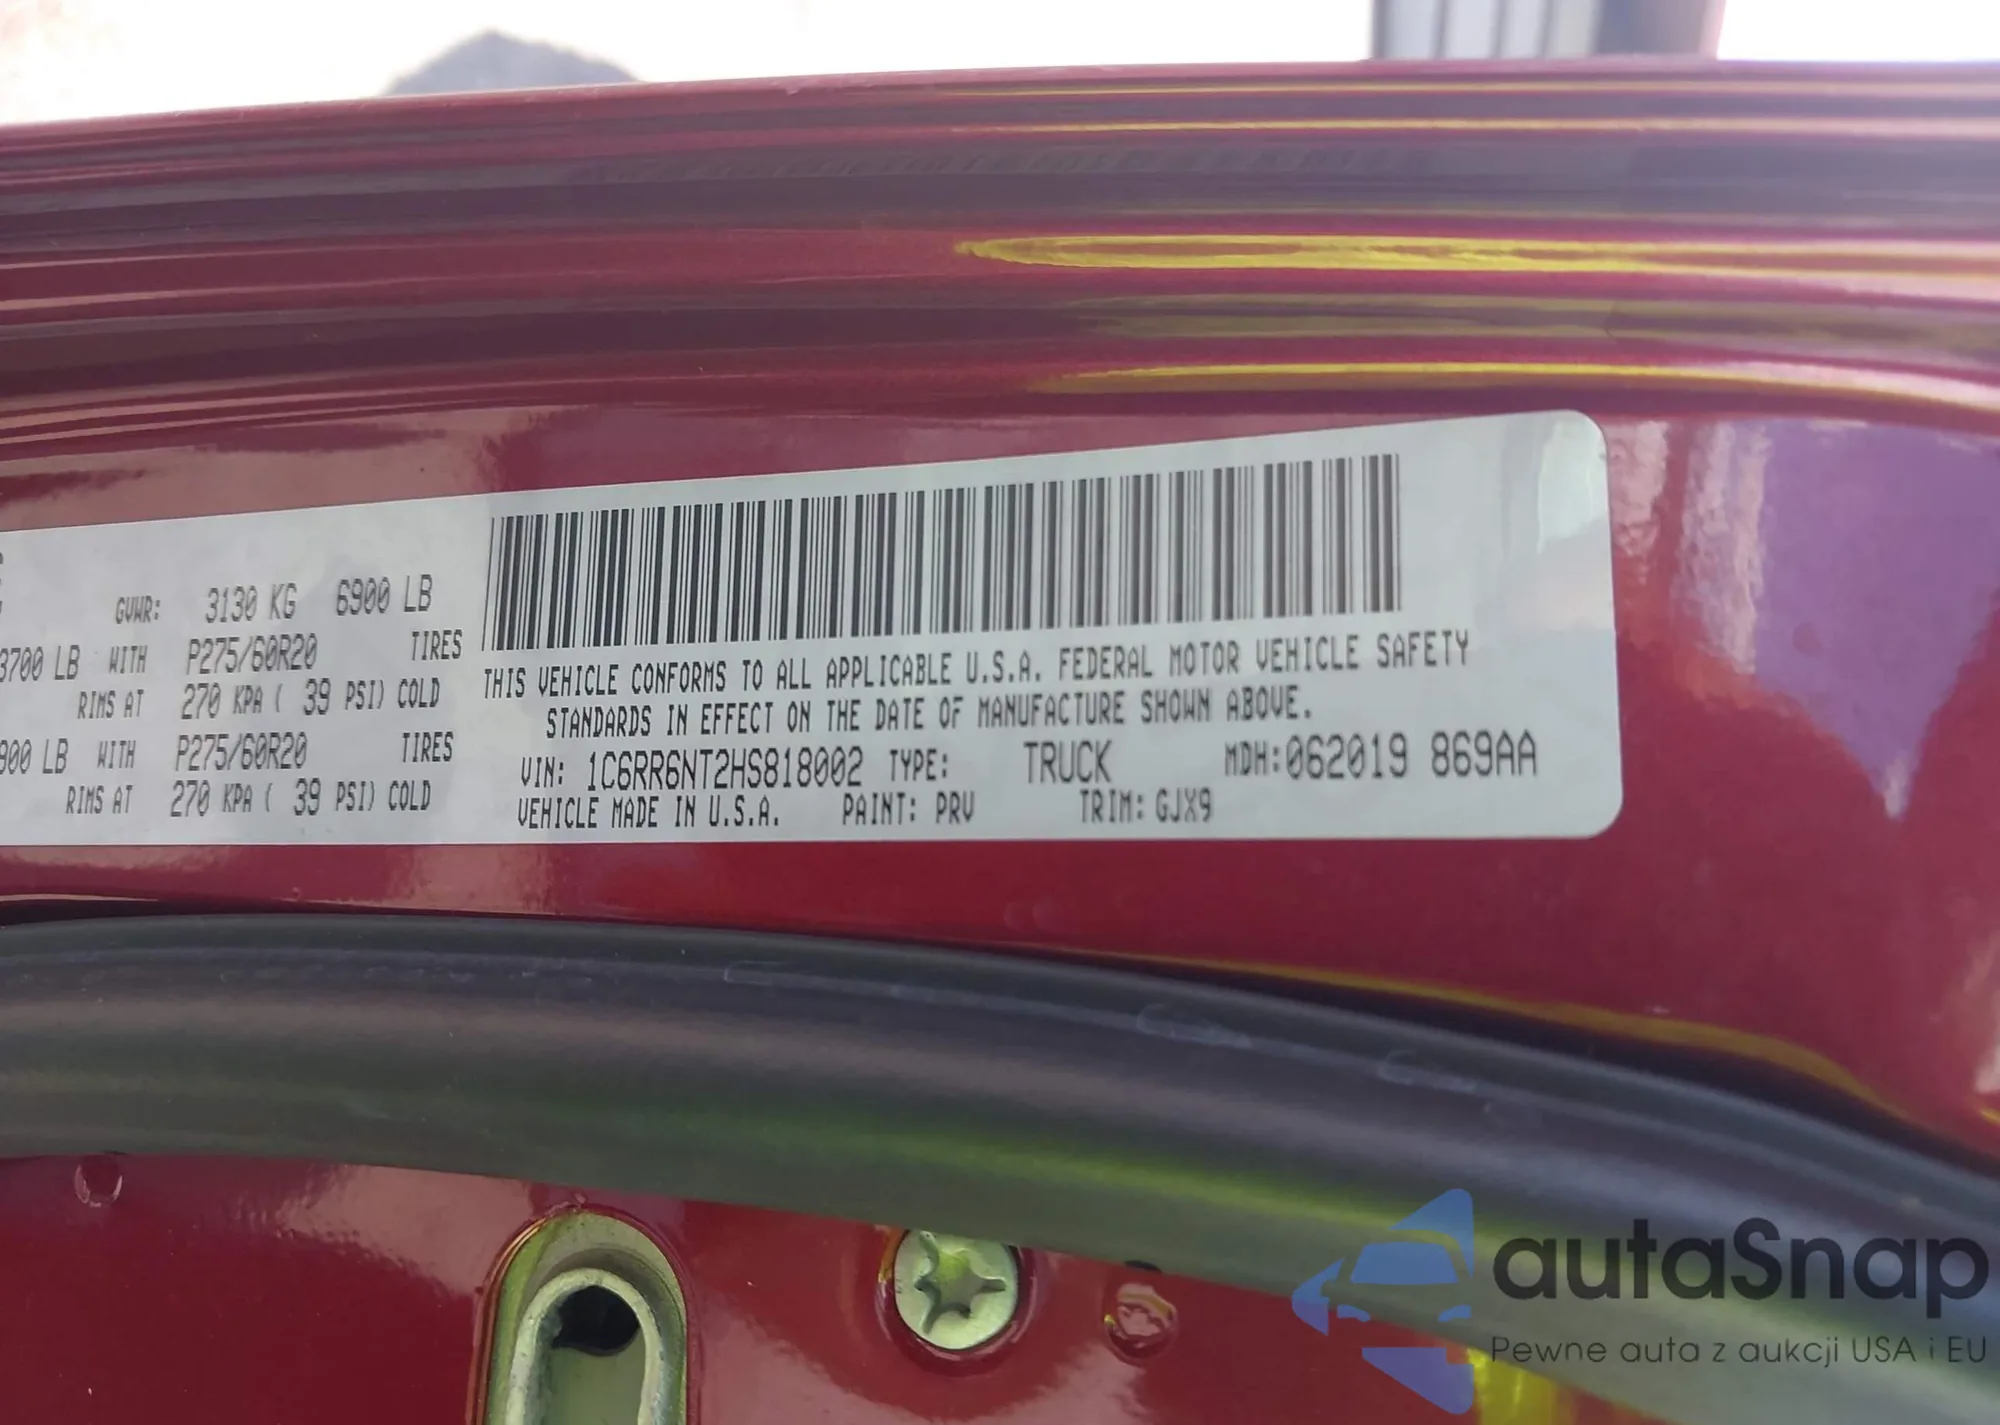 GVWR: 3130 KG 6900 LB
3700 LB WITH P275/60R20 TIRES
RIMS AT 270 KPA ( 39 PSI) COLD
900 LB WITH P275/60R20 TIRES
RIMS AT 270 KPA ( 39 PSI) COLD
THIS VEHICLE CONFORMS TO ALL APPLICABLE U.S.A. FEDERAL MOTOR VEHICLE SAFETY
STANDARDS IN EFFECT ON THE DATE OF MANUFACTURE SHOWN ABOVE.
VIN: 1C6RR6NT2HS818002 TYPE: TRUCK MDH:062019 869AA
VEHICLE MADE IN U.S.A. PAINT: PRV TRIM: GJX9
autaSnap
Pewne auta z aukcji USA i EU